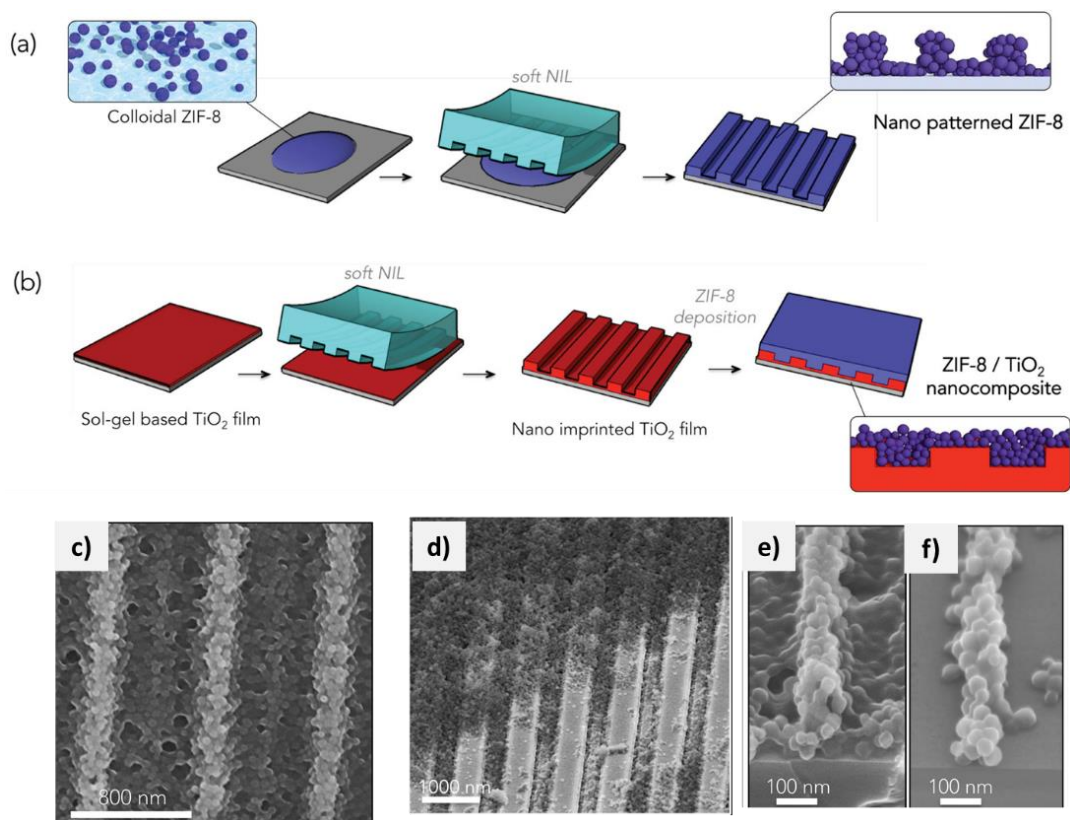 (a)
Colloidal ZIF-8
soft NIL
Nano patterned ZIF-8
(b)
Sol-gel based TiO₂ film
soft NIL
Nano imprinted TiO₂ film
ZIF-8
deposition
ZIF-8 / TiO₂
nanocomposite
c)
800 nm
d)
1000 nm
e)
100 nm
f)
100 nm